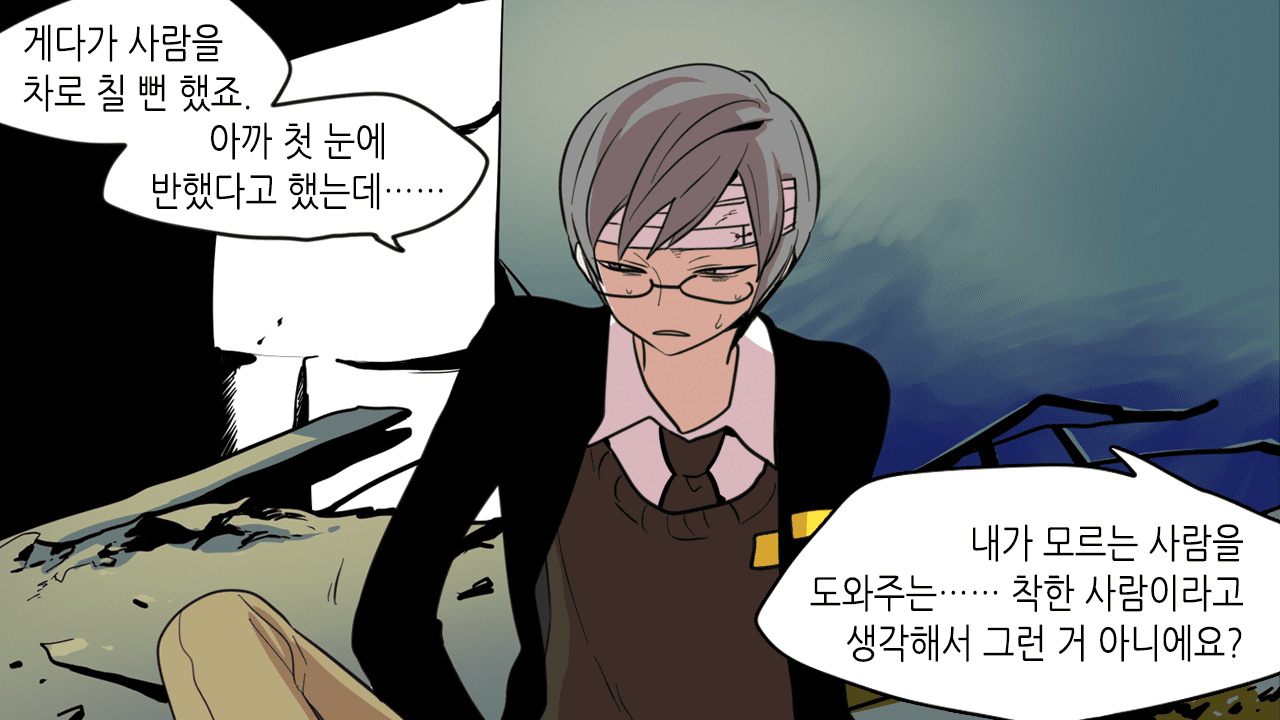 게다가 사람을
차로 칠 뻔 했죠.
아까 첫 눈에
반했다고 했는데……
내가 모르는 사람을
도와주는…… 착한 사람이라고
생각해서 그런 거 아니에요?